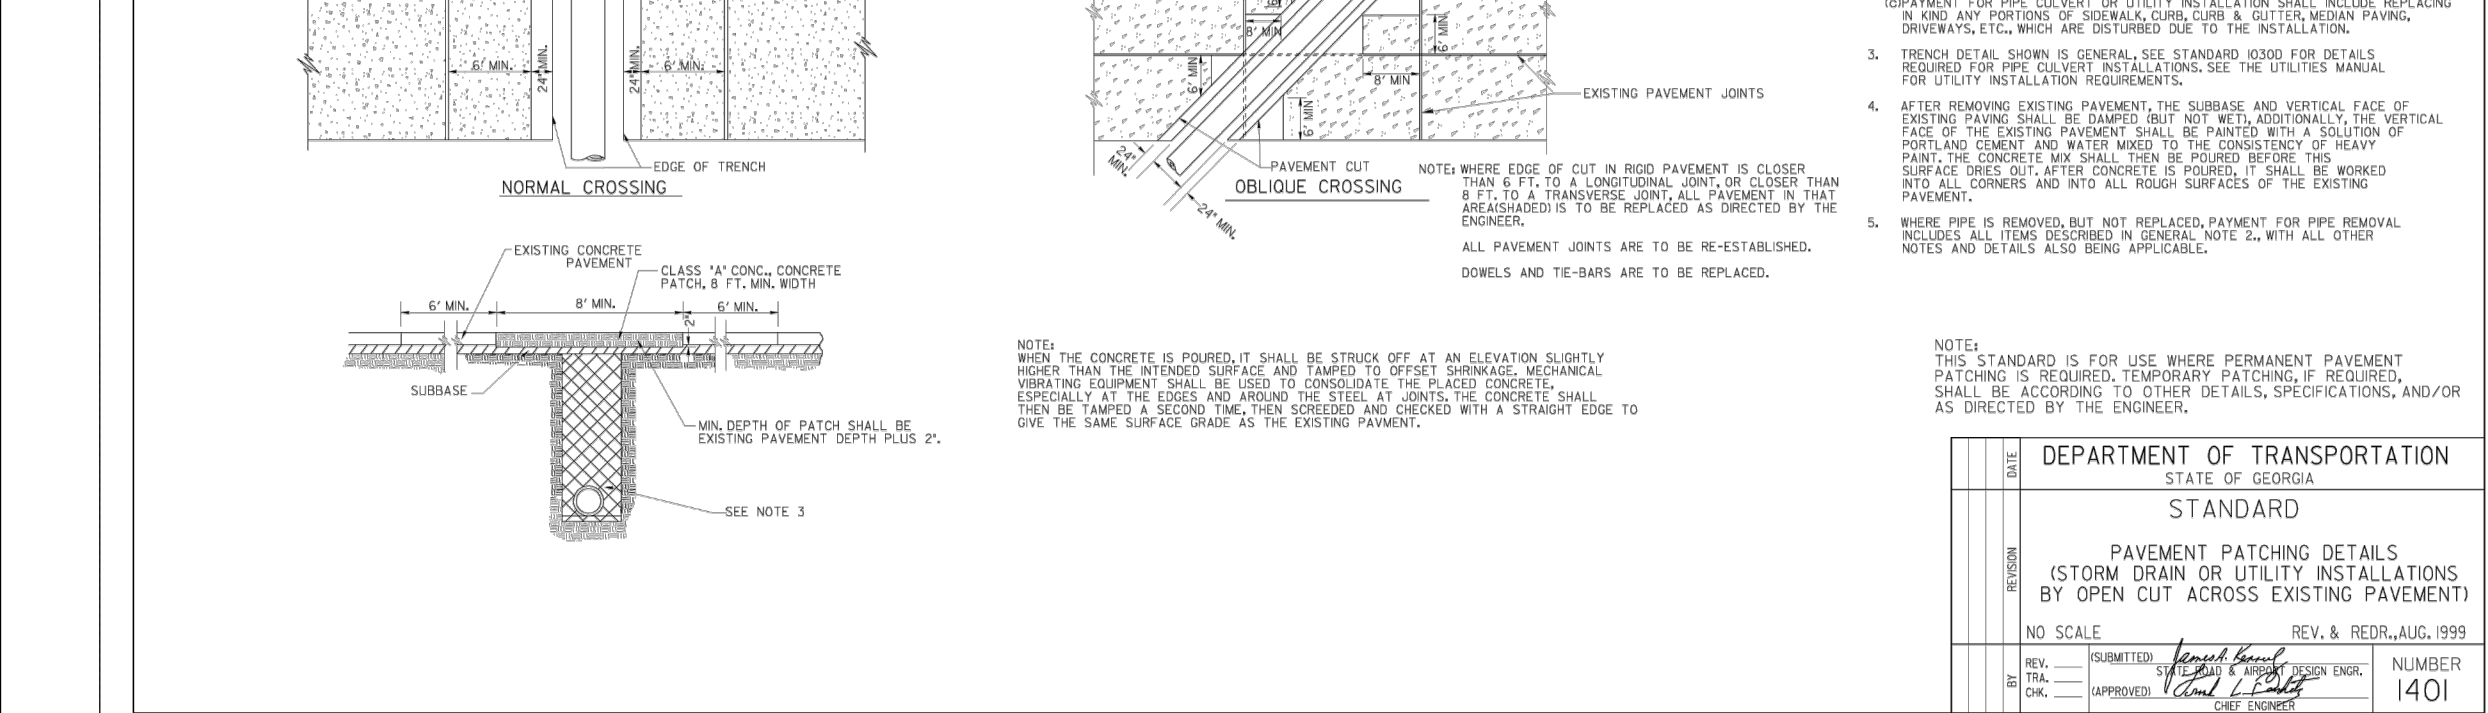 6' MIN.
24" MIN.
24" MIN.
6' MIN.
EDGE OF TRENCH
NORMAL CROSSING
8' MIN
6' MIN
6' MIN
8' MIN
6' MIN
EXISTING PAVEMENT JOINTS
24" MIN.
PAVEMENT CUT
OBLIQUE CROSSING
24" MIN.
NOTE: WHERE EDGE OF CUT IN RIGID PAVEMENT IS CLOSER
THAN 6 FT. TO A LONGITUDINAL JOINT, OR CLOSER THAN
8 FT. TO A TRANSVERSE JOINT, ALL PAVEMENT IN THAT
AREA(SHADED) IS TO BE REPLACED AS DIRECTED BY THE
ENGINEER.
ALL PAVEMENT JOINTS ARE TO BE RE-ESTABLISHED.
DOWELS AND TIE-BARS ARE TO BE REPLACED.
EXISTING CONCRETE
PAVEMENT
CLASS "A" CONC., CONCRETE
PATCH, 8 FT. MIN. WIDTH
6' MIN.
8' MIN.
6' MIN.
2"
SUBBASE
MIN. DEPTH OF PATCH SHALL BE
EXISTING PAVEMENT DEPTH PLUS 2".
SEE NOTE 3
NOTE:
WHEN THE CONCRETE IS POURED, IT SHALL BE STRUCK OFF AT AN ELEVATION SLIGHTLY
HIGHER THAN THE INTENDED SURFACE AND TAMPED TO OFFSET SHRINKAGE. MECHANICAL
VIBRATING EQUIPMENT SHALL BE USED TO CONSOLIDATE THE PLACED CONCRETE,
ESPECIALLY AT THE EDGES AND AROUND THE STEEL AT JOINTS. THE CONCRETE SHALL
THEN BE TAMPED A SECOND TIME, THEN SCREEDED AND CHECKED WITH A STRAIGHT EDGE TO
GIVE THE SAME SURFACE GRADE AS THE EXISTING PAVMENT.
(C)PAYMENT FOR PIPE CULVERT OR UTILITY INSTALLATION SHALL INCLUDE REPLACING
IN KIND ANY PORTIONS OF SIDEWALK, CURB, CURB & GUTTER, MEDIAN PAVING,
DRIVEWAYS, ETC., WHICH ARE DISTURBED DUE TO THE INSTALLATION.
3. TRENCH DETAIL SHOWN IS GENERAL, SEE STANDARD 1030D FOR DETAILS
REQUIRED FOR PIPE CULVERT INSTALLATIONS. SEE THE UTILITIES MANUAL
FOR UTILITY INSTALLATION REQUIREMENTS.
4. AFTER REMOVING EXISTING PAVEMENT, THE SUBBASE AND VERTICAL FACE OF
EXISTING PAVING SHALL BE DAMPED (BUT NOT WET), ADDITIONALLY, THE VERTICAL
FACE OF THE EXISTING PAVEMENT SHALL BE PAINTED WITH A SOLUTION OF
PORTLAND CEMENT AND WATER MIXED TO THE CONSISTENCY OF HEAVY
PAINT. THE CONCRETE MIX SHALL THEN BE POURED BEFORE THIS
SURFACE DRIES OUT. AFTER CONCRETE IS POURED, IT SHALL BE WORKED
INTO ALL CORNERS AND INTO ALL ROUGH SURFACES OF THE EXISTING
PAVEMENT.
5. WHERE PIPE IS REMOVED, BUT NOT REPLACED, PAYMENT FOR PIPE REMOVAL
INCLUDES ALL ITEMS DESCRIBED IN GENERAL NOTE 2., WITH ALL OTHER
NOTES AND DETAILS ALSO BEING APPLICABLE.
NOTE:
THIS STANDARD IS FOR USE WHERE PERMANENT PAVEMENT
PATCHING IS REQUIRED. TEMPORARY PATCHING, IF REQUIRED,
SHALL BE ACCORDING TO OTHER DETAILS, SPECIFICATIONS, AND/OR
AS DIRECTED BY THE ENGINEER.
DATE
REVISION
BY
DEPARTMENT OF TRANSPORTATION
STATE OF GEORGIA
STANDARD
PAVEMENT PATCHING DETAILS
(STORM DRAIN OR UTILITY INSTALLATIONS
BY OPEN CUT ACROSS EXISTING PAVEMENT)
NO SCALE REV. & REDR.,AUG. 1999
REV.
TRA.
CHK.
(SUBMITTED) James A.
STATE ROAD & AIRPORT DESIGN ENGR.
(APPROVED)
CHIEF ENGINEER
NUMBER
1401